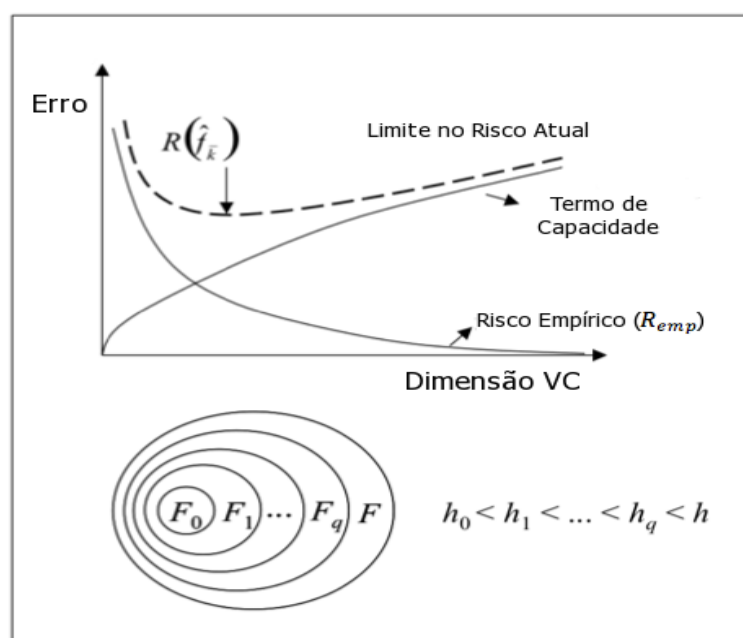 Erro
R(f̂_k̄)
Limite no Risco Atual
Termo de
Capacidade
Risco Empírico (R_emp)
Dimensão VC
F_0 F_1 ... F_q F
h_0 < h_1 < ... < h_q < h